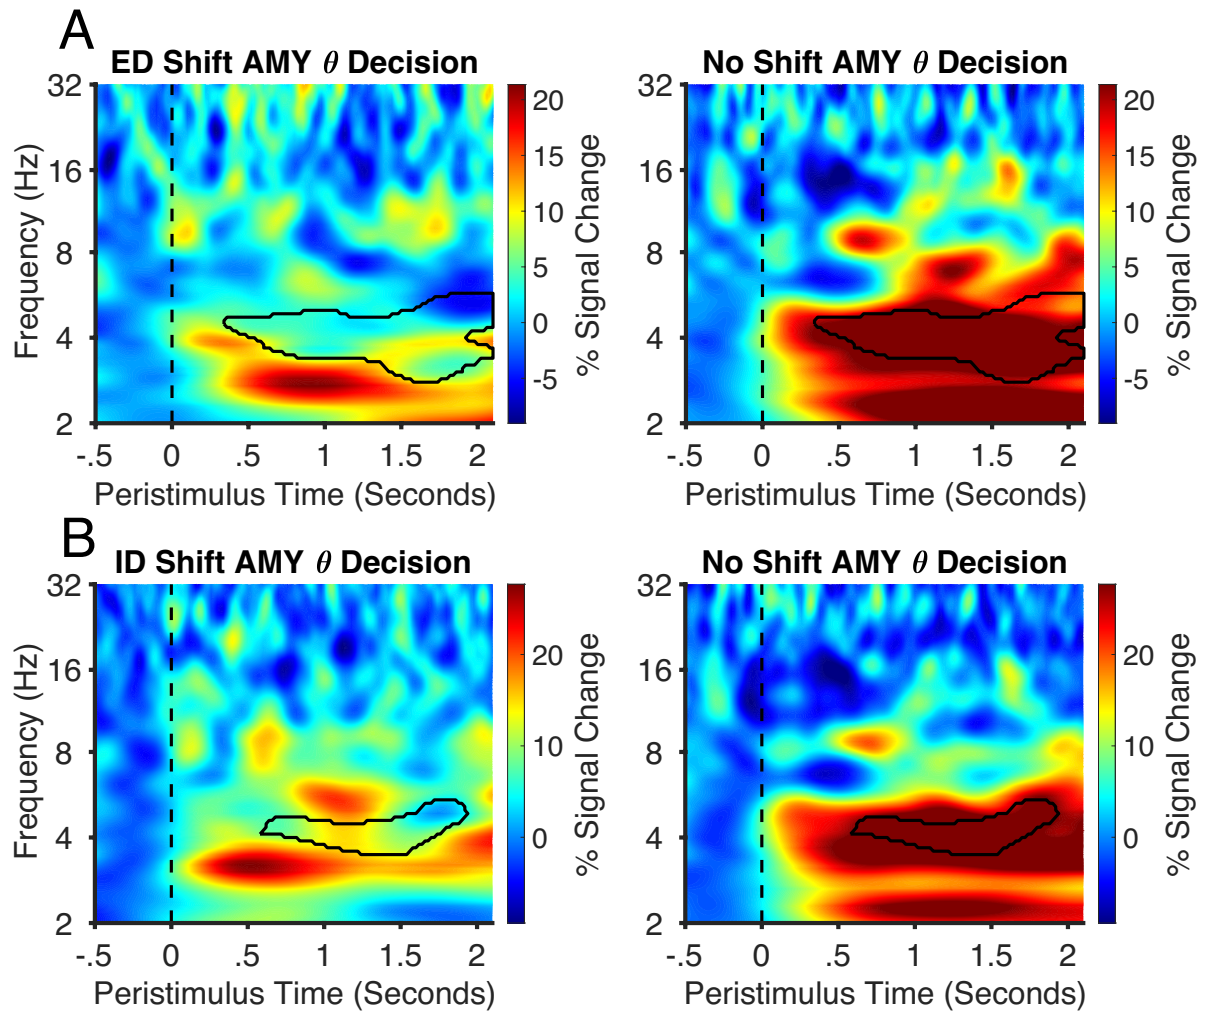 A
ED Shift AMY θ Decision
No Shift AMY θ Decision
32
16
8
4
2
Frequency (Hz)
-.5 0 .5 1 1.5 2
Peristimulus Time (Seconds)
20
15
10
5
0
-5
% Signal Change
32
16
8
4
2
-.5 0 .5 1 1.5 2
Peristimulus Time (Seconds)
20
15
10
5
0
-5
% Signal Change
B
ID Shift AMY θ Decision
No Shift AMY θ Decision
32
16
8
4
2
Frequency (Hz)
-.5 0 .5 1 1.5 2
Peristimulus Time (Seconds)
20
10
0
% Signal Change
32
16
8
4
2
-.5 0 .5 1 1.5 2
Peristimulus Time (Seconds)
20
10
0
% Signal Change